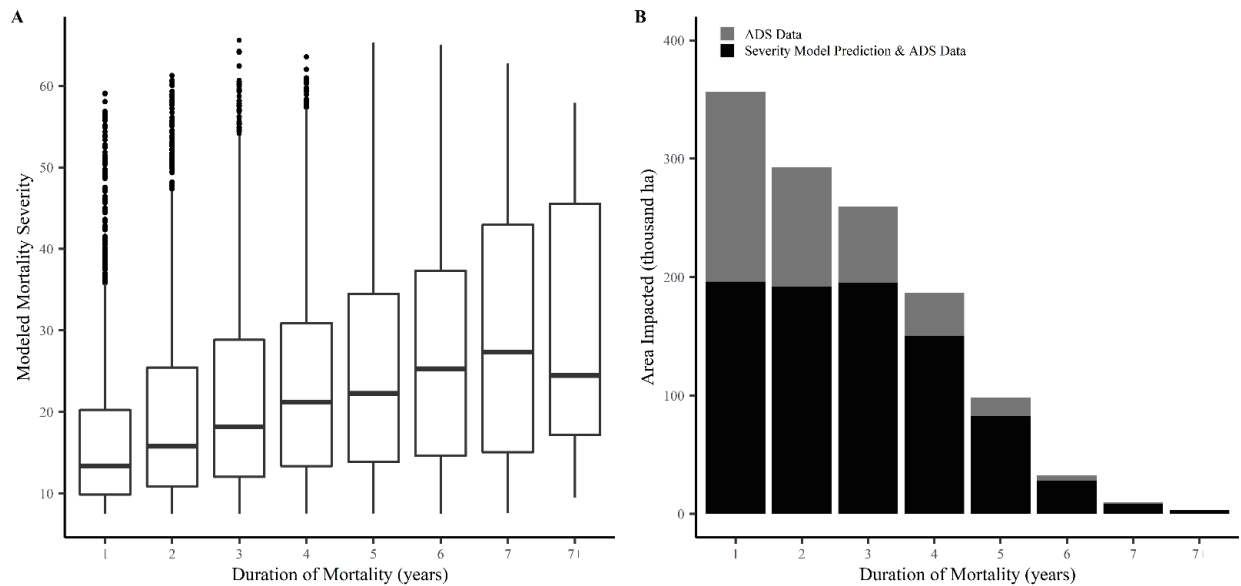 A
Modeled Mortality Severity
60
50
40
30
20
10
1 2 3 4 5 6 7 7+
Duration of Mortality (years)
B
ADS Data
Severity Model Prediction & ADS Data
Area Impacted (thousand ha)
400
300
200
100
0
1 2 3 4 5 6 7 7+
Duration of Mortality (years)